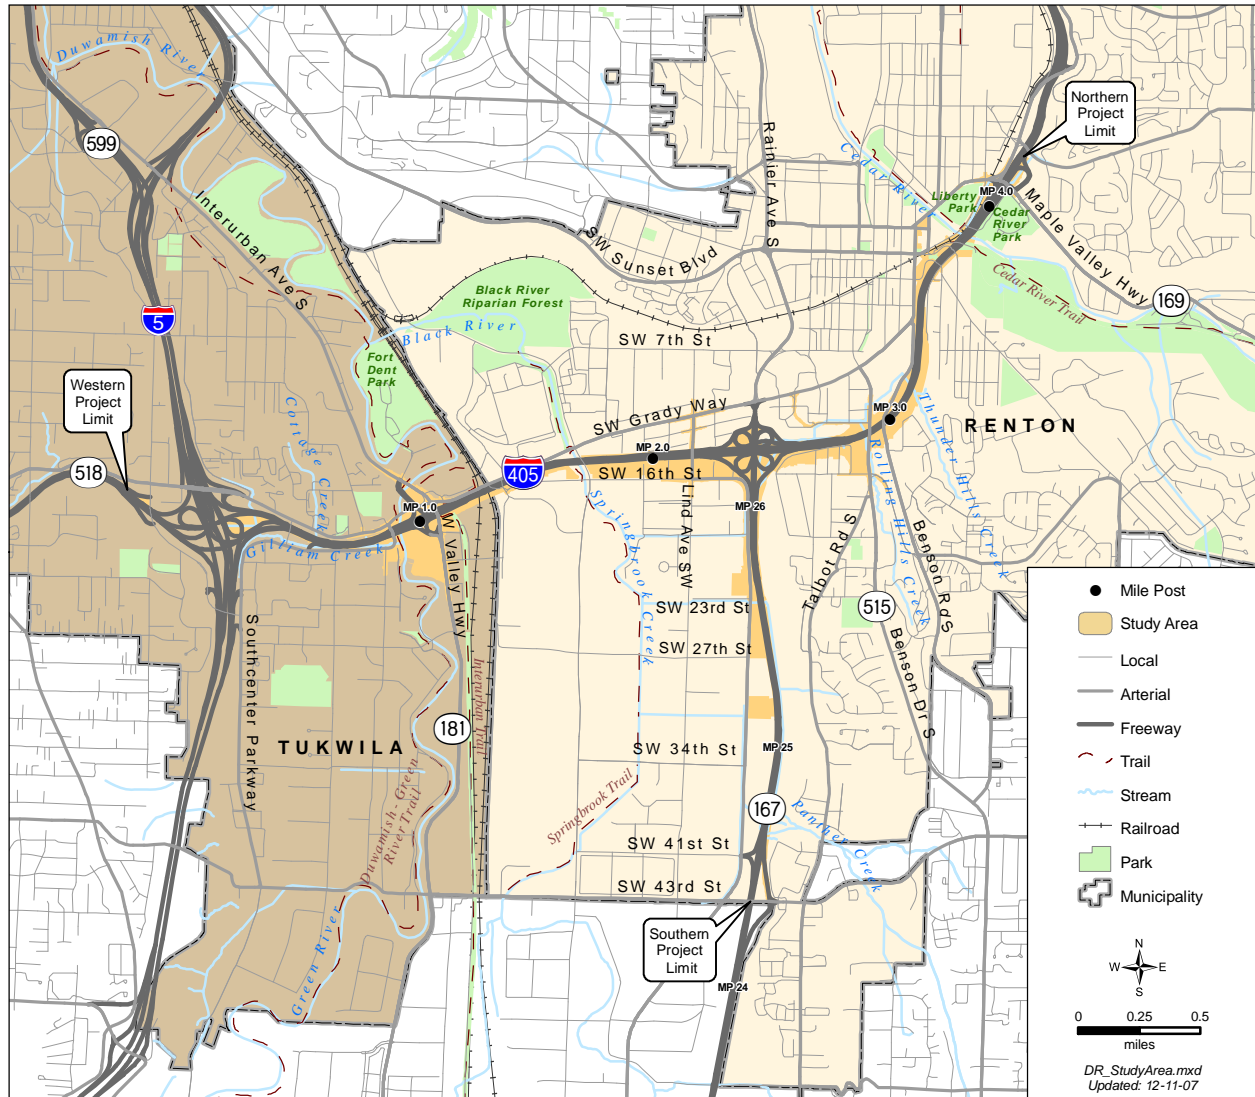 Duwamish River
599
Interurban Ave S
5
Western
Project
Limit
518
Cottage Creek
Gilliam Creek
MP 1.0
Fort
Dent
Park
Black River
Black River
Riparian Forest
SW Sunset Blvd
Rainier Ave S
Cedar River
Liberty
Park
MP 4.0
Cedar
River
Park
Northern
Project
Limit
Maple Valley Hwy
169
Cedar River Trail
SW 7th St
SW Grady Way
MP 2.0
405
SW 16th St
MP 3.0
RENTON
Thunder Hills Creek
Rolling Hills Creek
MP 26
Lind Ave SW
Springbrook Creek
W Valley Hwy
Talbot Rd S
Benson Rd S
515
Benson Dr S
SW 23rd St
SW 27th St
Southcenter Parkway
Interurban Trail
181
TUKWILA
SW 34th St
MP 25
Springbrook Trail
167
Panther Creek
Duwamish-Green
River Trail
SW 41st St
SW 43rd St
Green River
Southern
Project
Limit
MP 24
Mile Post
Study Area
Local
Arterial
Freeway
Trail
Stream
Railroad
Park
Municipality
N
W E
S
0 0.25 0.5
miles
DR_StudyArea.mxd
Updated: 12-11-07